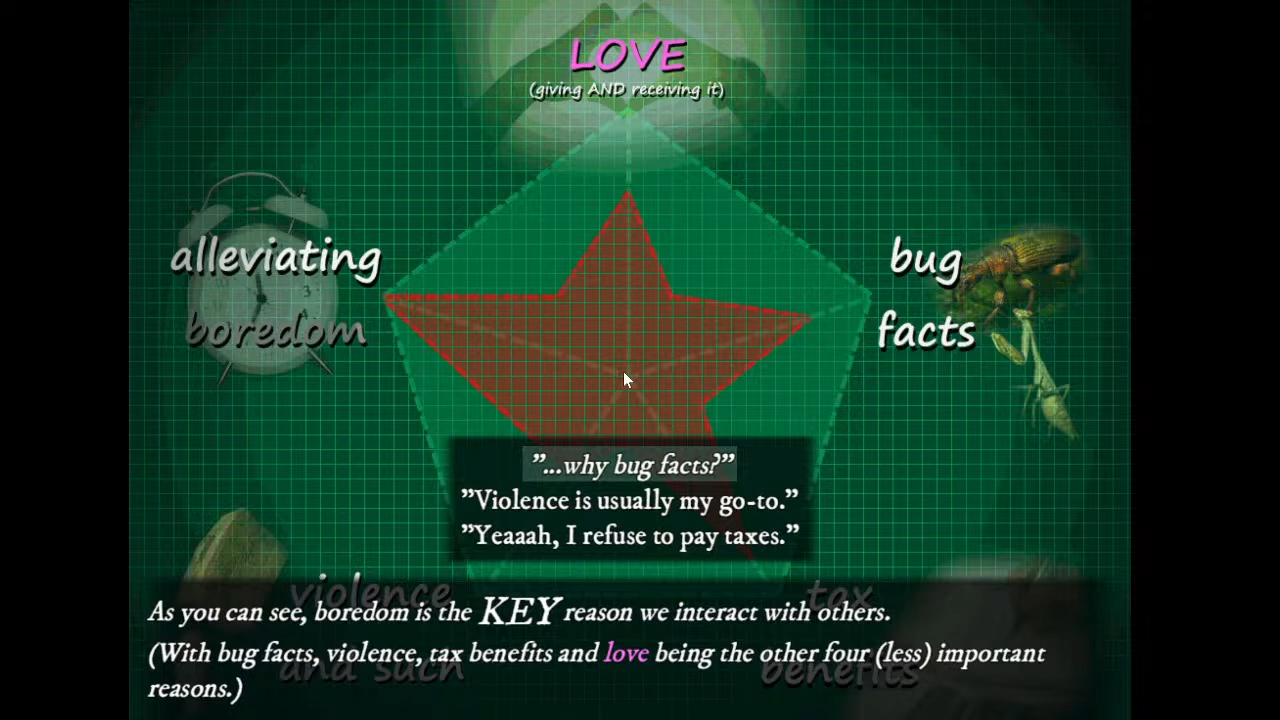 LOVE
(giving AND receiving it)
alleviating
boredom
bug
facts
"...why bug facts?"
"Violence is usually my go-to."
"Yeaaah, I refuse to pay taxes."
violence
and such
tax
benefits
As you can see, boredom is the KEY reason we interact with others.
(With bug facts, violence, tax benefits and love being the other four (less) important
reasons.)